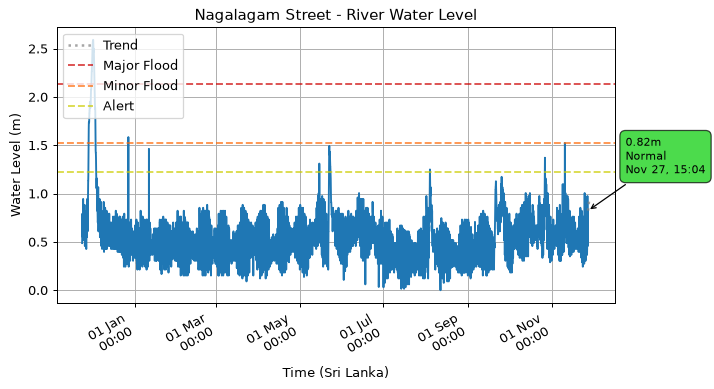 Nagalagam Street - River Water Level
Water Level (m)
2.5
2.0
1.5
1.0
0.5
0.0
Trend
Major Flood
Minor Flood
Alert
0.82m
Normal
Nov 27, 15:04
01 Jan
00:00
01 Mar
00:00
01 May
00:00
01 Jul
00:00
01 Sep
00:00
01 Nov
00:00
Time (Sri Lanka)